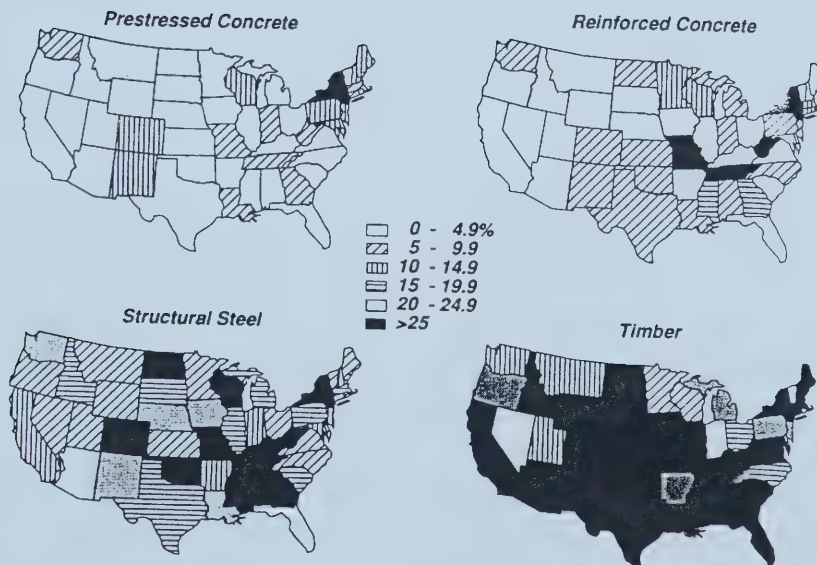 Prestressed Concrete
Reinforced Concrete
0 - 4.9%
5 - 9.9
10 - 14.9
15 - 19.9
20 - 24.9
>25
Structural Steel
Timber